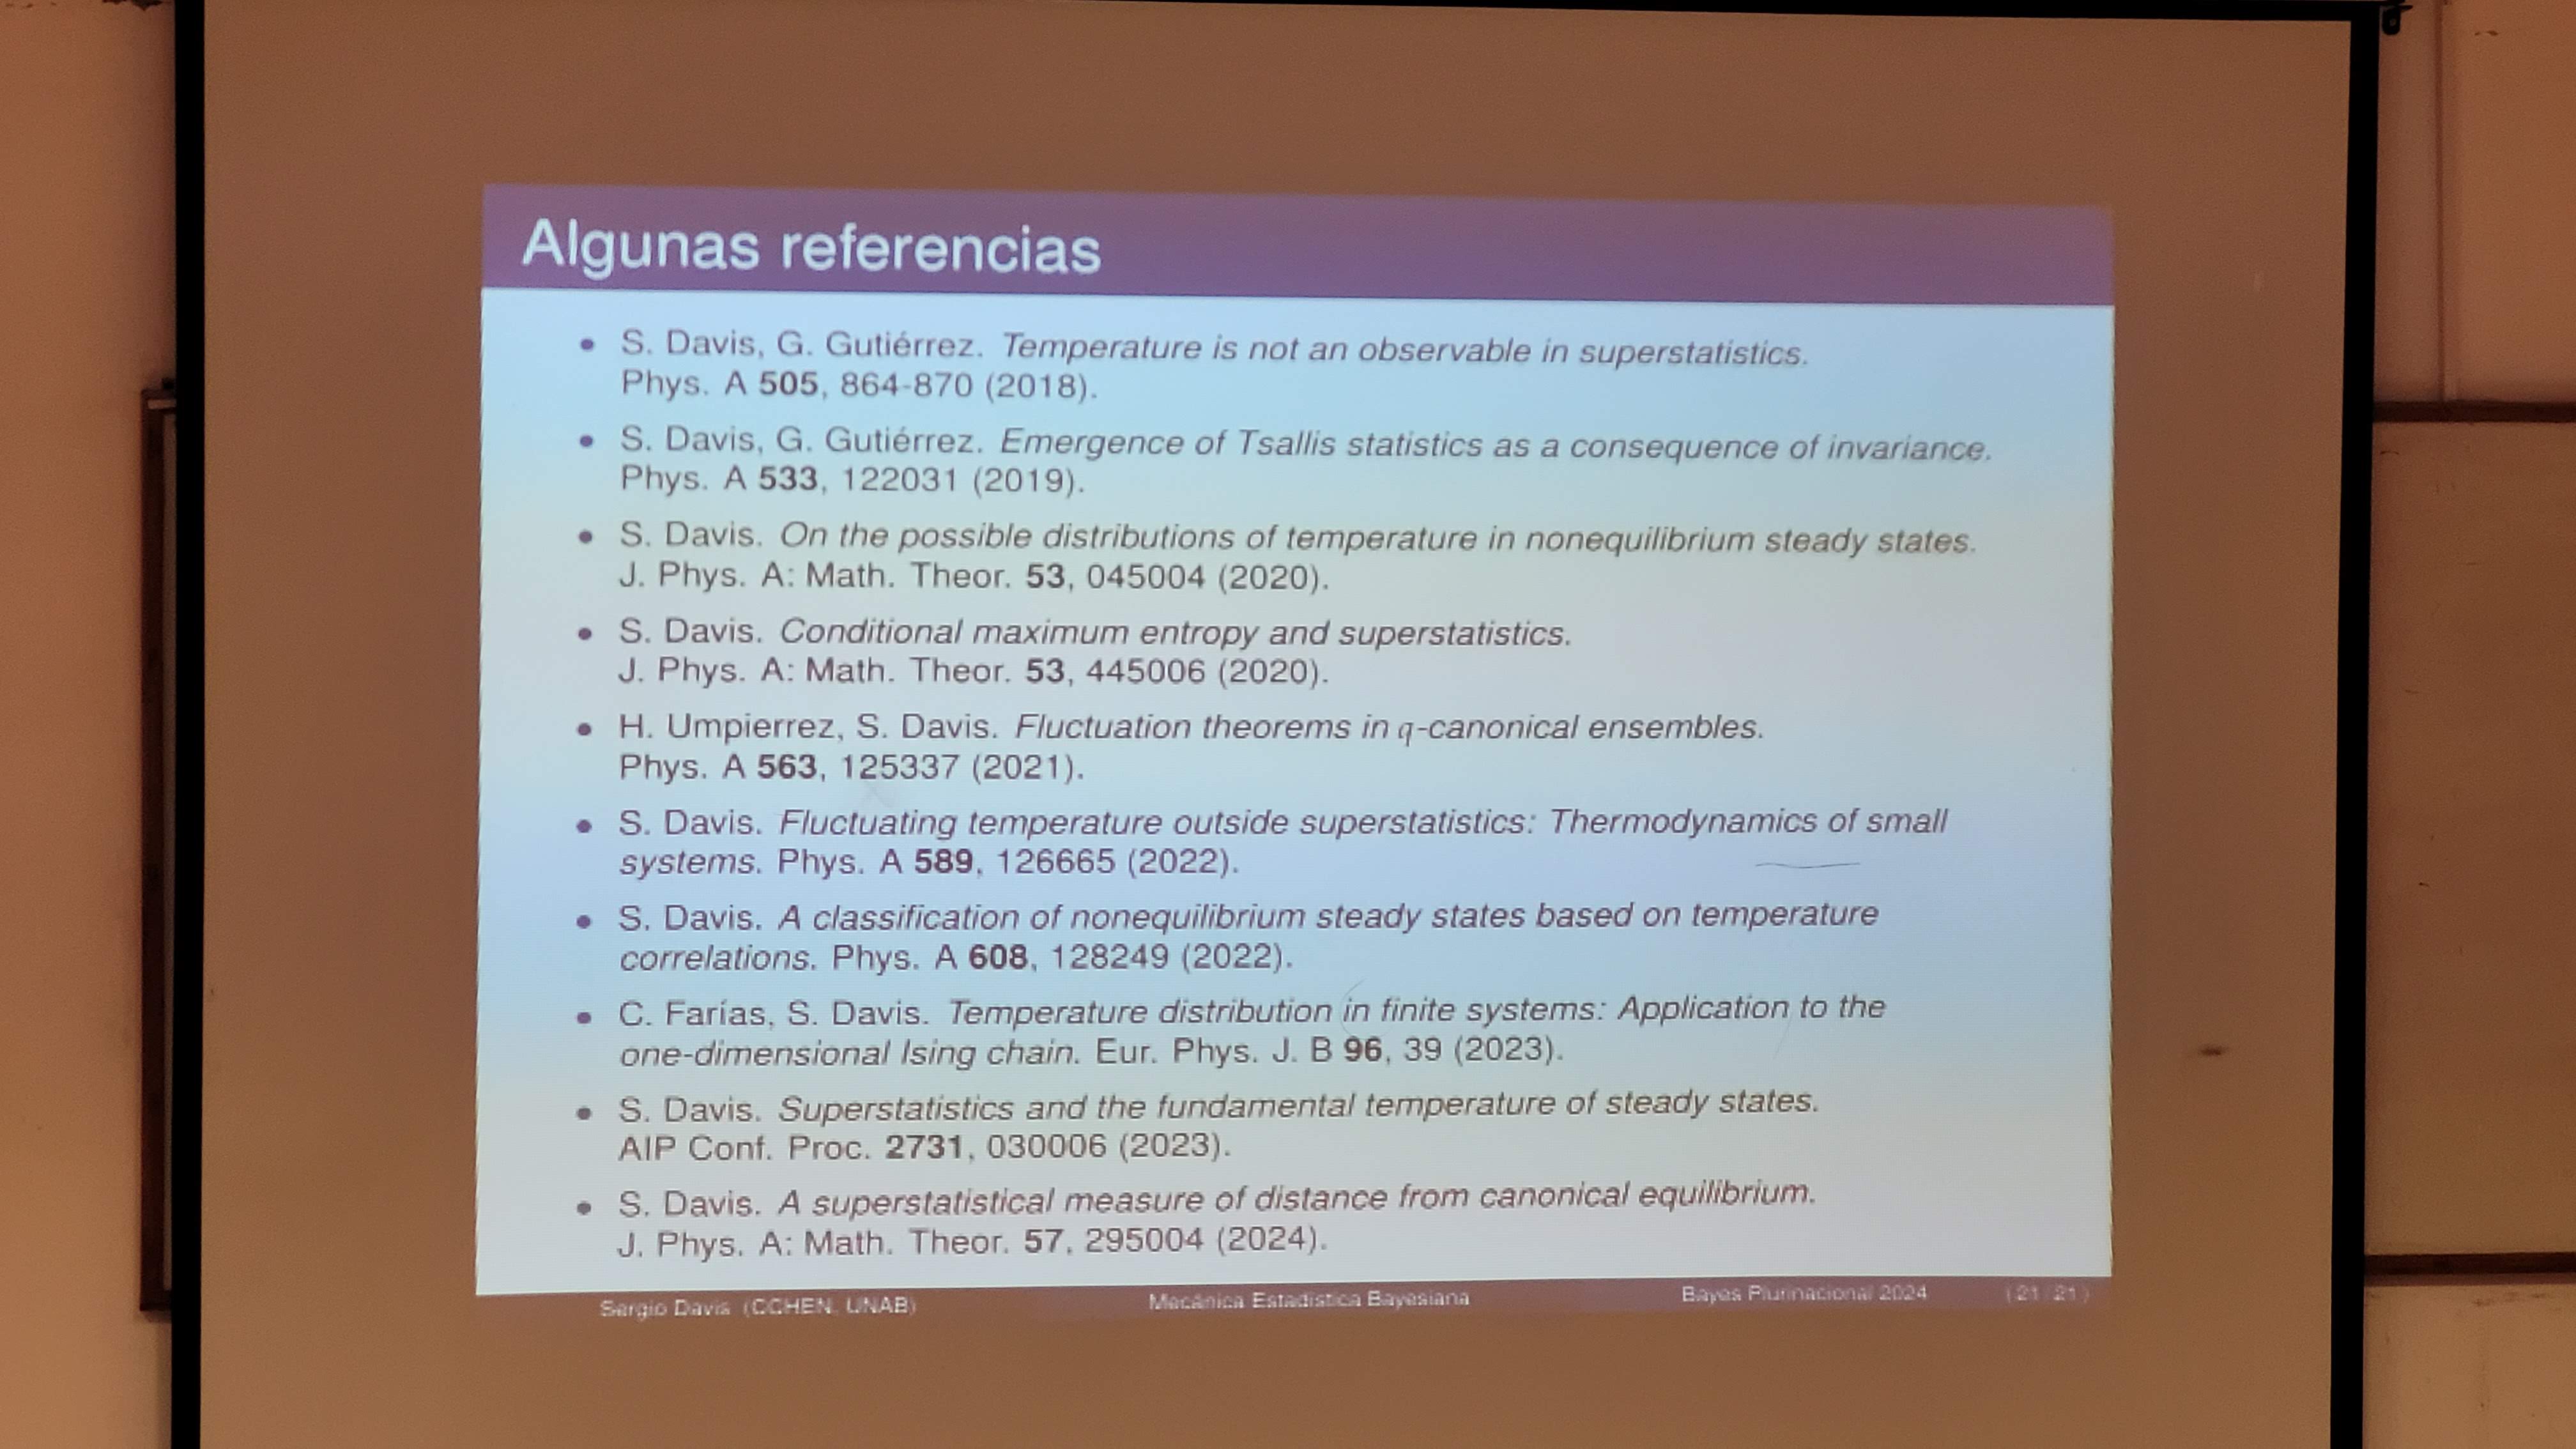 Algunas referencias
• S. Davis, G. Gutiérrez. Temperature is not an observable in superstatistics.
Phys. A 505, 864-870 (2018).
• S. Davis, G. Gutiérrez. Emergence of Tsallis statistics as a consequence of invariance.
Phys. A 533, 122031 (2019).
• S. Davis. On the possible distributions of temperature in nonequilibrium steady states.
J. Phys. A: Math. Theor. 53, 045004 (2020).
• S. Davis. Conditional maximum entropy and superstatistics.
J. Phys. A: Math. Theor. 53, 445006 (2020).
• H. Umpierrez, S. Davis. Fluctuation theorems in q-canonical ensembles.
Phys. A 563, 125337 (2021).
• S. Davis. Fluctuating temperature outside superstatistics: Thermodynamics of small
systems. Phys. A 589, 126665 (2022).
• S. Davis. A classification of nonequilibrium steady states based on temperature
correlations. Phys. A 608, 128249 (2022).
• C. Farías, S. Davis. Temperature distribution in finite systems: Application to the
one-dimensional Ising chain. Eur. Phys. J. B 96, 39 (2023).
• S. Davis. Superstatistics and the fundamental temperature of steady states.
AIP Conf. Proc. 2731, 030006 (2023).
• S. Davis. A superstatistical measure of distance from canonical equilibrium.
J. Phys. A: Math. Theor. 57, 295004 (2024).
Sergio Davis (CCHEN, UNAB) Mecánica Estadística Bayesiana Bayes Plurinacional 2024 (21/21)